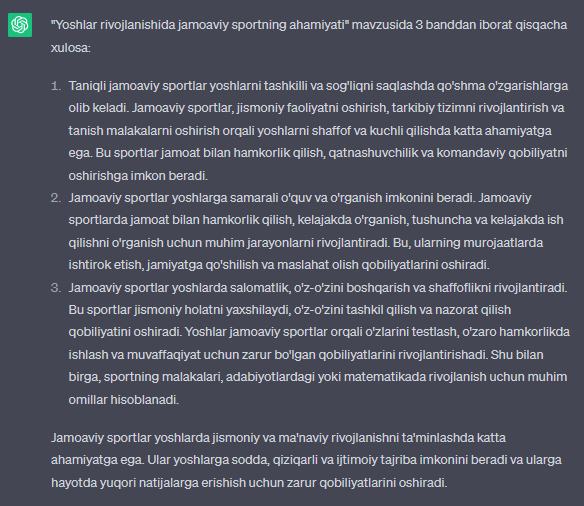 "Yoshlar rivojlanishida jamoaviy sportning ahamiyati" mavzusida 3 banddan iborat qisqacha
xulosa:
1. Taniqli jamoaviy sportlar yoshlarni tashkilli va sog'liqni saqlashda qo'shma o'zgarishlarga
olib keladi. Jamoaviy sportlar, jismoniy faoliyatni oshirish, tarkibiy tizimni rivojlantirish va
tanish malakalarni oshirish orqali yoshlarni shaffof va kuchli qilishda katta ahamiyatga
ega. Bu sportlar jamoat bilan hamkorlik qilish, qatnashuvchilik va komandaviy qobiliyatni
oshirishga imkon beradi.
2. Jamoaviy sportlar yoshlarga samarali o'quv va o'rganish imkonini beradi. Jamoaviy
sportlarda jamoat bilan hamkorlik qilish, kelajakda o'rganish, tushuncha va kelajakda ish
qilishni o'rganish uchun muhim jarayonlarni rivojlantiradi. Bu, ularning murojaatlarda
ishtirok etish, jamiyatga qo'shilish va maslahat olish qobiliyatlarini oshiradi.
3. Jamoaviy sportlar yoshlarda salomatlik, o'z-o'zini boshqarish va shaffoflikni rivojlantiradi.
Bu sportlar jismoniy holatni yaxshilaydi, o'z-o'zini tashkil qilish va nazorat qilish
qobiliyatini oshiradi. Yoshlar jamoaviy sportlar orqali o'zlarini testlash, o'zaro hamkorlikda
ishlash va muvaffaqiyat uchun zarur bo'lgan qobiliyatlarini rivojlantirishadi. Shu bilan
birga, sportning malakalari, adabiyotlardagi yoki matematikada rivojlanish uchun muhim
omillar hisoblanadi.
Jamoaviy sportlar yoshlarda jismoniy va ma'naviy rivojlanishni ta'minlashda katta
ahamiyatga ega. Ular yoshlarga sodda, qiziqarli va ijtimoiy tajriba imkonini beradi va ularga
hayotda yuqori natijalarga erishish uchun zarur qobiliyatlarini oshiradi.